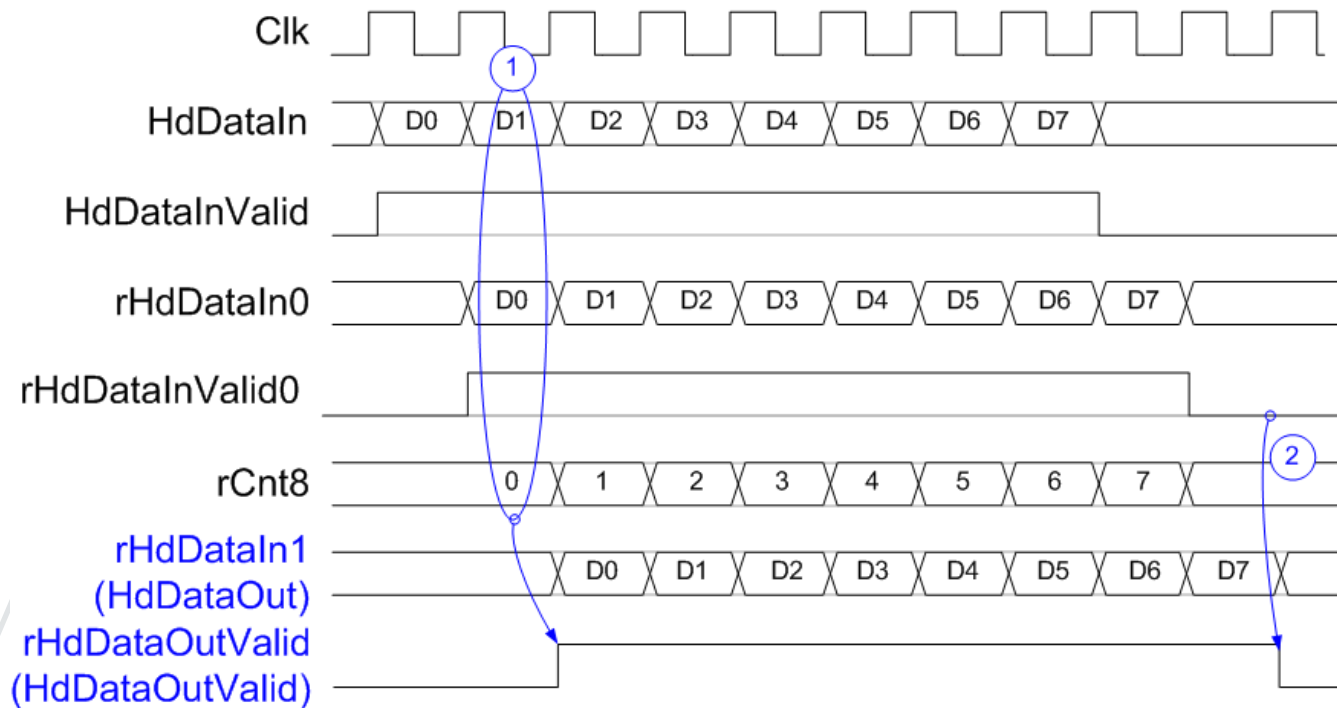 Clk
1
HdDataIn D0 D1 D2 D3 D4 D5 D6 D7
HdDataInValid
rHdDataIn0 D0 D1 D2 D3 D4 D5 D6 D7
rHdDataInValid0
2
rCnt8 0 1 2 3 4 5 6 7
rHdDataIn1
(HdDataOut) D0 D1 D2 D3 D4 D5 D6 D7
rHdDataOutValid
(HdDataOutValid)